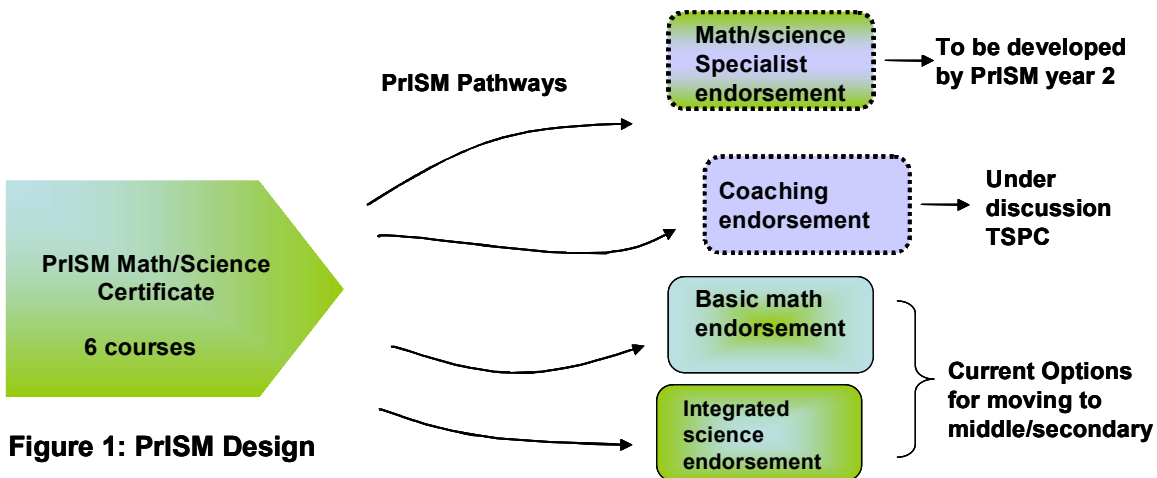 PrISM Math/Science
Certificate
6 courses
Figure 1: PrISM Design
PrISM Pathways
Math/science
Specialist
endorsement
To be developed
by PrISM year 2
Coaching
endorsement
Under
discussion
TSPC
Basic math
endorsement
Integrated
science
endorsement
Current Options
for moving to
middle/secondary